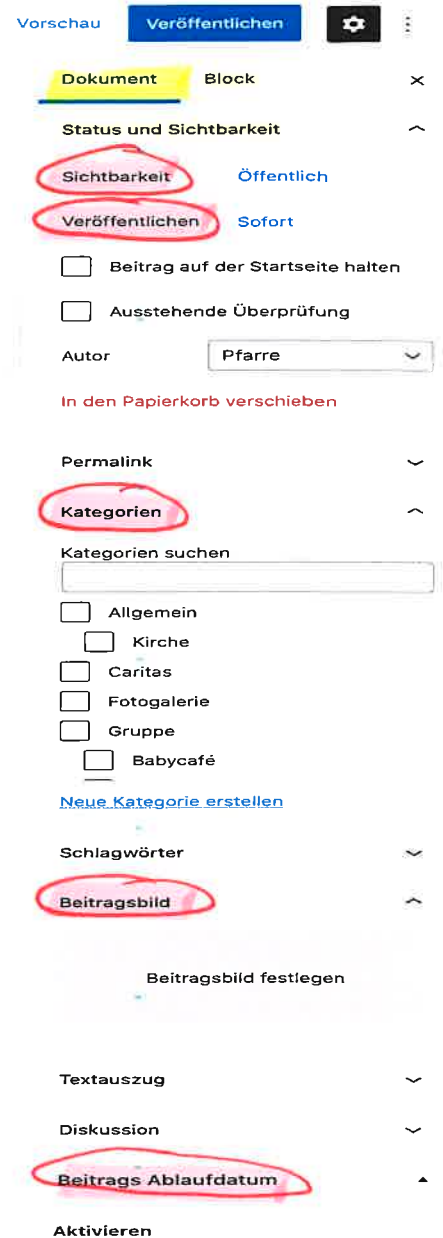 Vorschau Veröffentlichen
Dokument Block
Status und Sichtbarkeit
Sichtbarkeit Öffentlich
Veröffentlichen Sofort
Beitrag auf der Startseite halten
Ausstehende Überprüfung
Autor Pfarre
In den Papierkorb verschieben
Permalink
Kategorien
Kategorien suchen
Allgemein
Kirche
Caritas
Fotogalerie
Gruppe
Babycafé
Neue Kategorie erstellen
Schlagwörter
Beitragsbild
Beitragsbild festlegen
Textauszug
Diskussion
Beitrags Ablaufdatum
Aktivieren